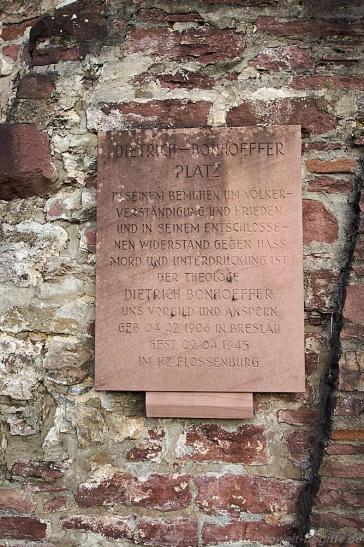 DIETRICH-BONHOEFFER
PLATZ
IN SEINEM BEMÜHEN UM VÖLKER-
VERSTÄNDIGUNG UND FRIEDEN
UND IN SEINEM ENTSCHLOSSE-
NEN WIDERSTAND GEGEN HASS
MORD UND UNTERDRÜCKUNG IST
DER THEOLOGE
DIETRICH BONHOEFFER
UNS VORBILD UND ANSPORN.
GEB 04.02.1906 IN BRESLAU
GEST. 09.04.1945
IM KZ FLOSSENBURG